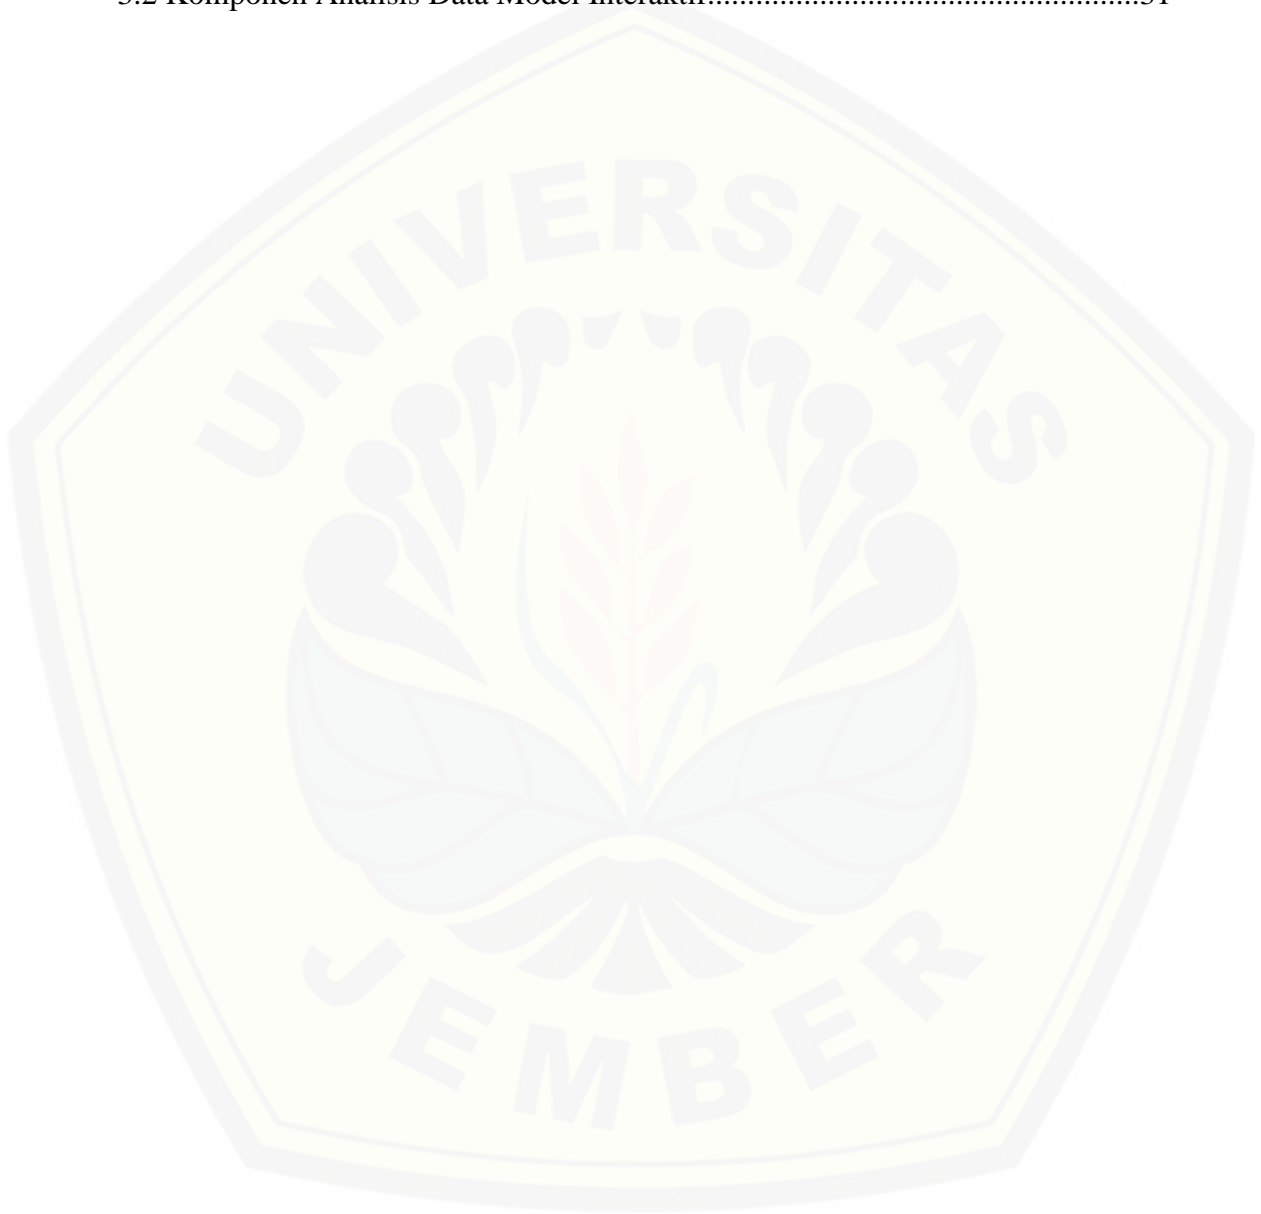 3.2 Komponen Analisis Data Model Interaktif......................................................31
UNIVERSITAS
JEMBER